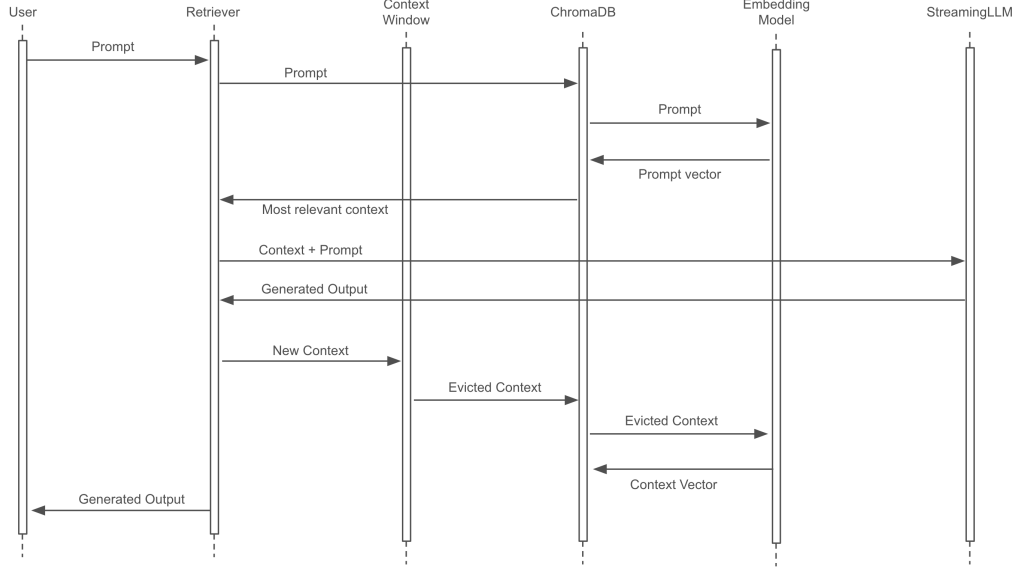 User
Retriever
Context
Window
ChromaDB
Embedding
Model
StreamingLLM
Prompt
Prompt
Prompt
Prompt vector
Most relevant context
Context + Prompt
Generated Output
New Context
Evicted Context
Evicted Context
Context Vector
Generated Output